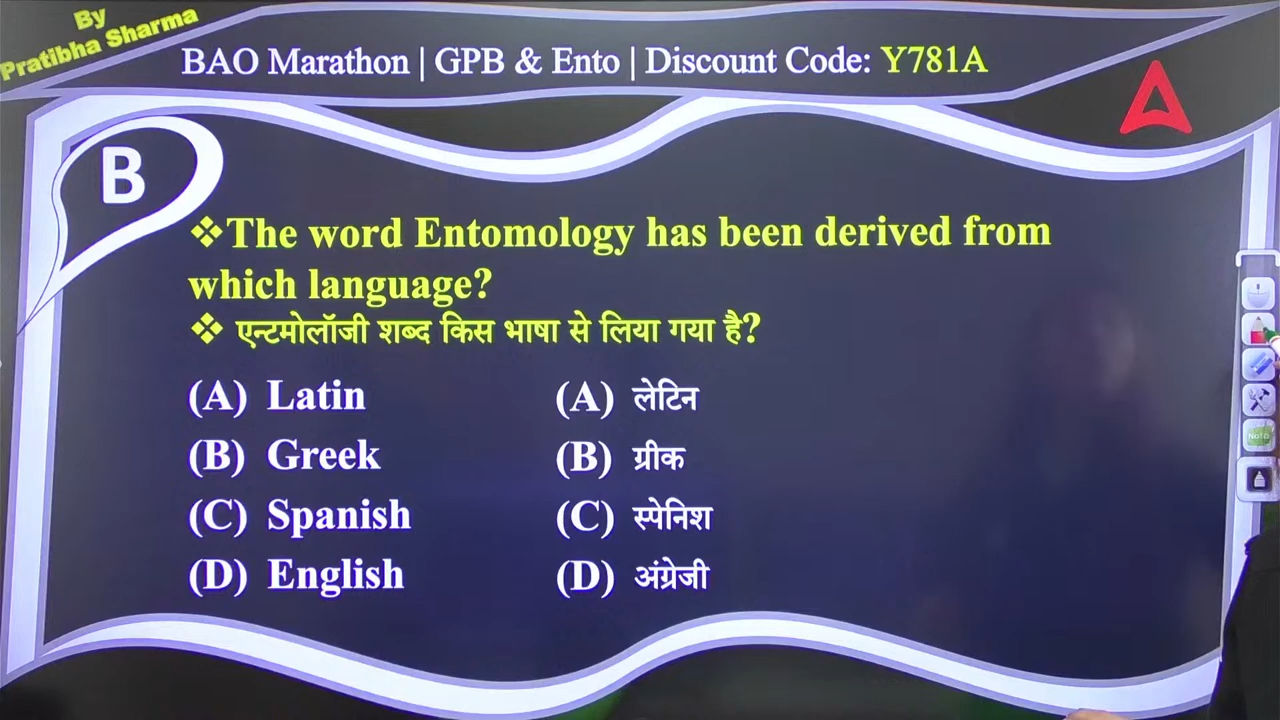 By
Pratibha Sharma
BAO Marathon | GPB & Ento | Discount Code: Y781A
B
❖The word Entomology has been derived from
which language?
❖ एन्टमोलॉजी शब्द किस भाषा से लिया गया है?
(A) Latin (A) लेटिन
(B) Greek (B) ग्रीक
(C) Spanish (C) स्पेनिश
(D) English (D) अंग्रेजी